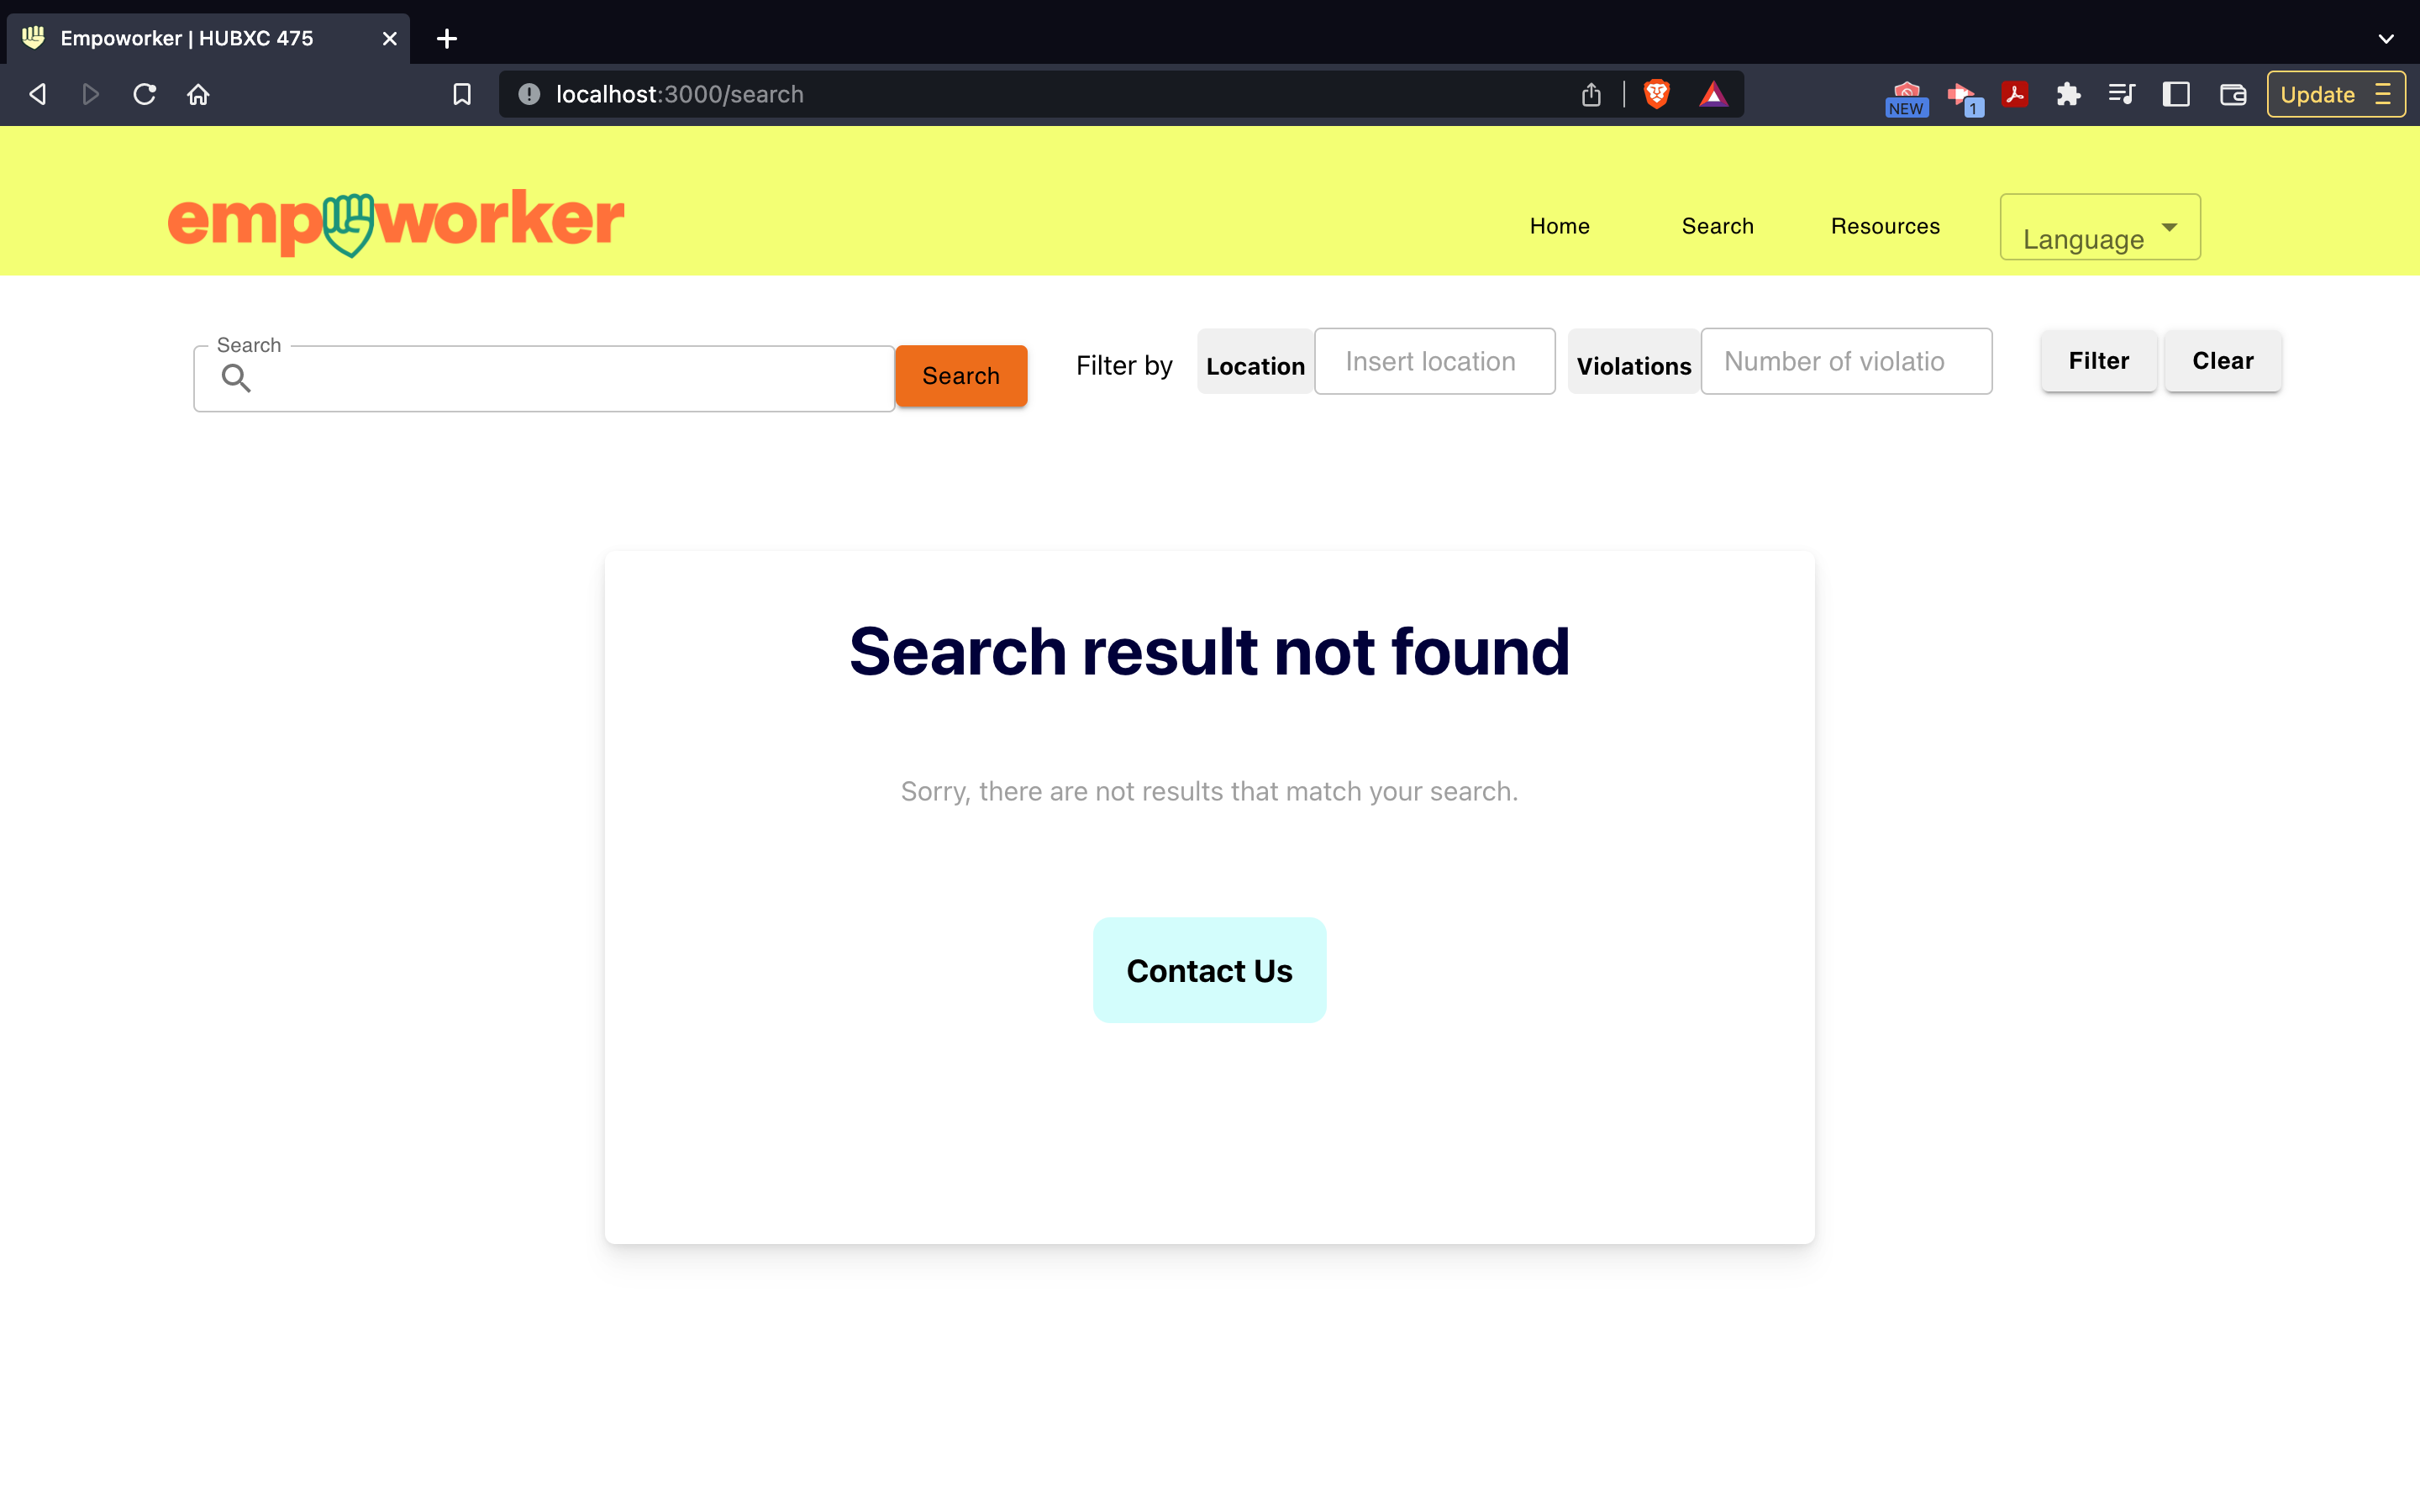 Empoworker | HUBXC 475
localhost:3000/search
NEW
1
Update
empoworker
Home
Search
Resources
Language
Search
Search
Filter by
Location
Insert location
Violations
Number of violatio
Filter
Clear
Search result not found
Sorry, there are not results that match your search.
Contact Us